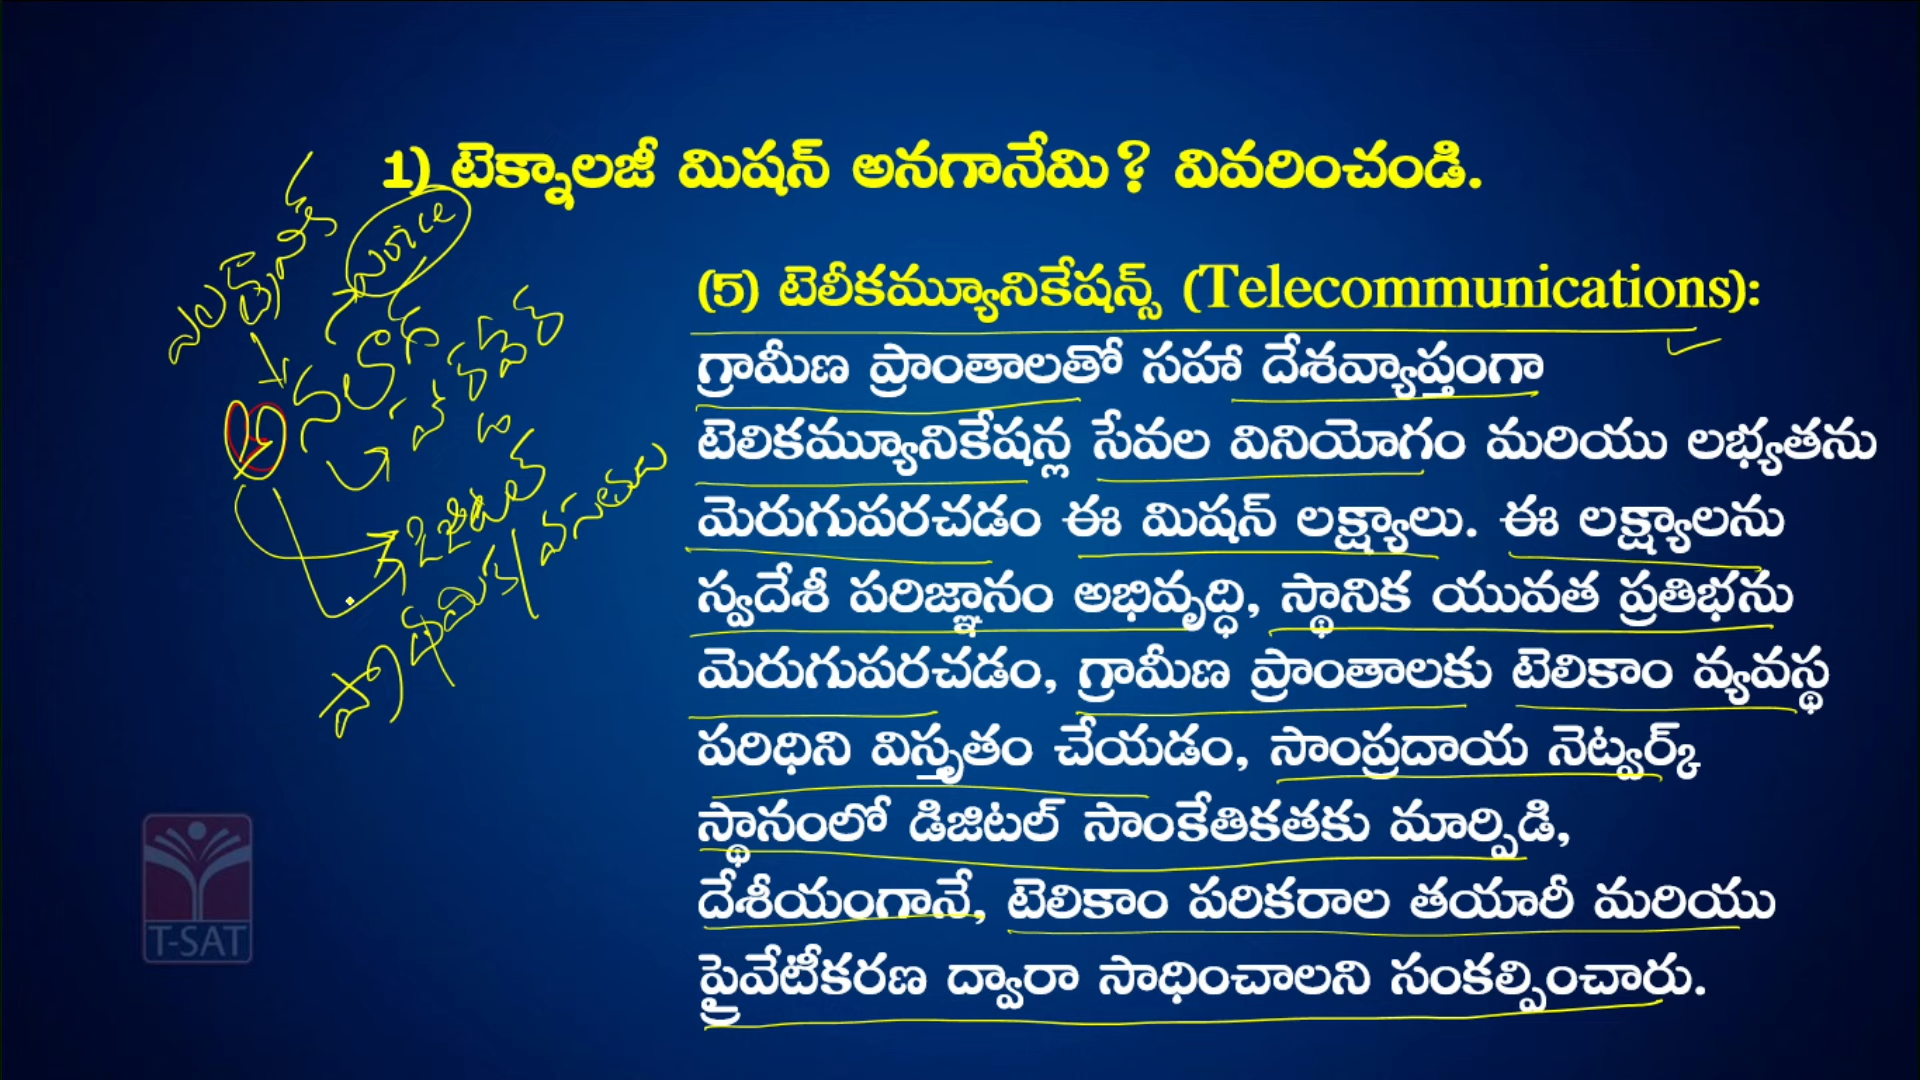 1) టెక్నాలజీ మిషన్ అనగానేమి? వివరించండి.
(5) టెలీకమ్యూనికేషన్స్ (Telecommunications):
గ్రామీణ ప్రాంతాలతో సహా దేశవ్యాప్తంగా
టెలికమ్యూనికేషన్ల సేవల వినియోగం మరియు లభ్యతను
మెరుగుపరచడం ఈ మిషన్ లక్ష్యాలు. ఈ లక్ష్యాలను
స్వదేశీ పరిజ్ఞానం అభివృద్ధి, స్థానిక యువత ప్రతిభను
మెరుగుపరచడం, గ్రామీణ ప్రాంతాలకు టెలికాం వ్యవస్థ
పరిధిని విస్తృతం చేయడం, సాంప్రదాయ నెట్వర్క్
స్థానంలో డిజిటల్ సాంకేతికతకు మార్పిడి,
దేశీయంగానే, టెలికాం పరికరాల తయారీ మరియు
ప్రైవేటీకరణ ద్వారా సాధించాలని సంకల్పించారు.
T-SAT